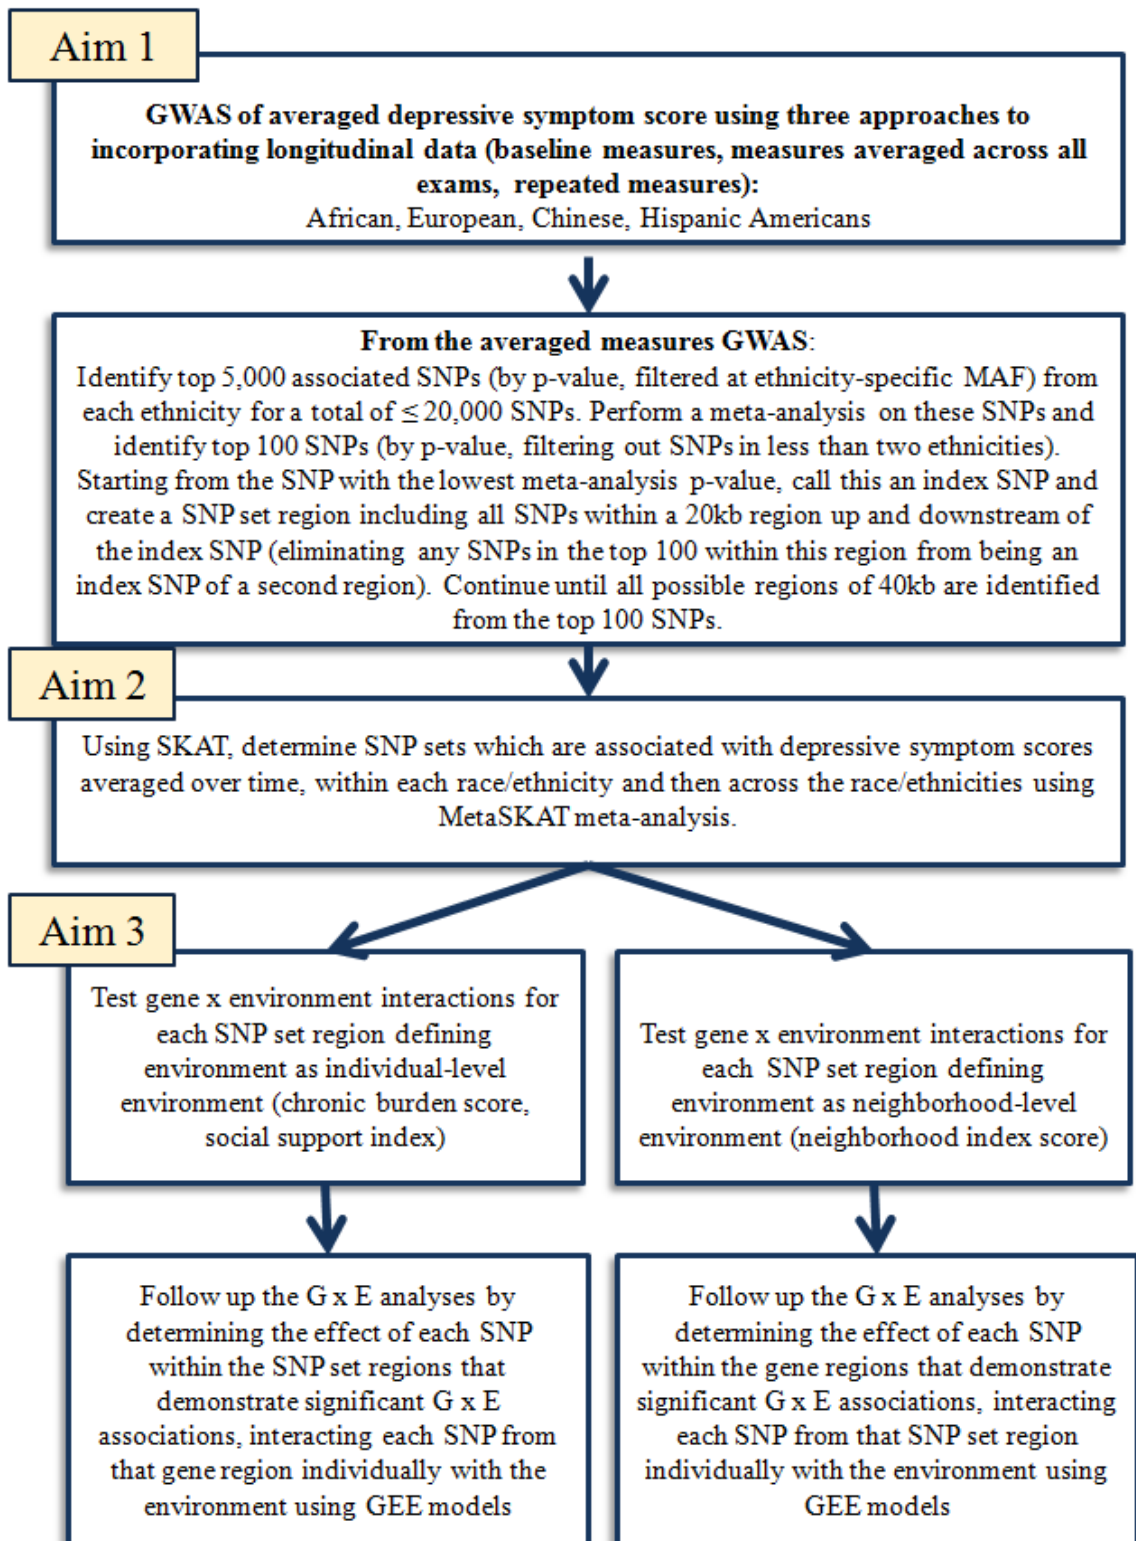 Aim 1
GWAS of averaged depressive symptom score using three approaches to
incorporating longitudinal data (baseline measures, measures averaged across all
exams, repeated measures):
African, European, Chinese, Hispanic Americans
From the averaged measures GWAS:
Identify top 5,000 associated SNPs (by p-value, filtered at ethnicity-specific MAF) from
each ethnicity for a total of ≤ 20,000 SNPs. Perform a meta-analysis on these SNPs and
identify top 100 SNPs (by p-value, filtering out SNPs in less than two ethnicities).
Starting from the SNP with the lowest meta-analysis p-value, call this an index SNP and
create a SNP set region including all SNPs within a 20kb region up and downstream of
the index SNP (eliminating any SNPs in the top 100 within this region from being an
index SNP of a second region). Continue until all possible regions of 40kb are identified
from the top 100 SNPs.
Aim 2
Using SKAT, determine SNP sets which are associated with depressive symptom scores
averaged over time, within each race/ethnicity and then across the race/ethnicities using
MetaSKAT meta-analysis.
Aim 3
Test gene x environment interactions for
each SNP set region defining
environment as individual-level
environment (chronic burden score,
social support index)
Test gene x environment interactions for
each SNP set region defining
environment as neighborhood-level
environment (neighborhood index score)
Follow up the G x E analyses by
determining the effect of each SNP
within the SNP set regions that
demonstrate significant G x E
associations, interacting each SNP from
that gene region individually with the
environment using GEE models
Follow up the G x E analyses by
determining the effect of each SNP
within the gene regions that demonstrate
significant G x E associations, interacting
each SNP from that SNP set region
individually with the environment using
GEE models